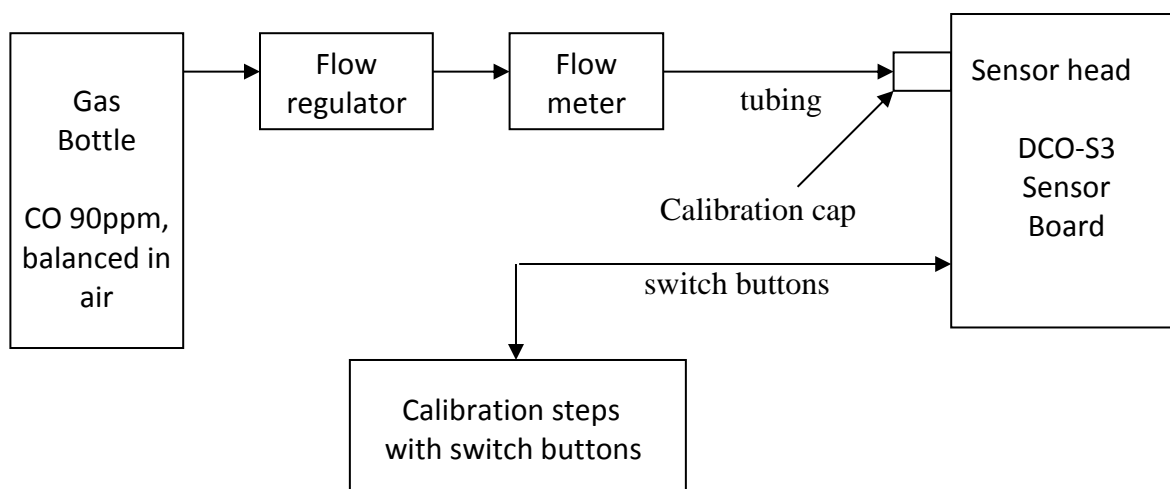 Gas
Bottle
CO 90ppm,
balanced in
air
Flow
regulator
Flow
meter
tubing
Calibration cap
Sensor head
DCO-S3
Sensor
Board
switch buttons
Calibration steps
with switch buttons